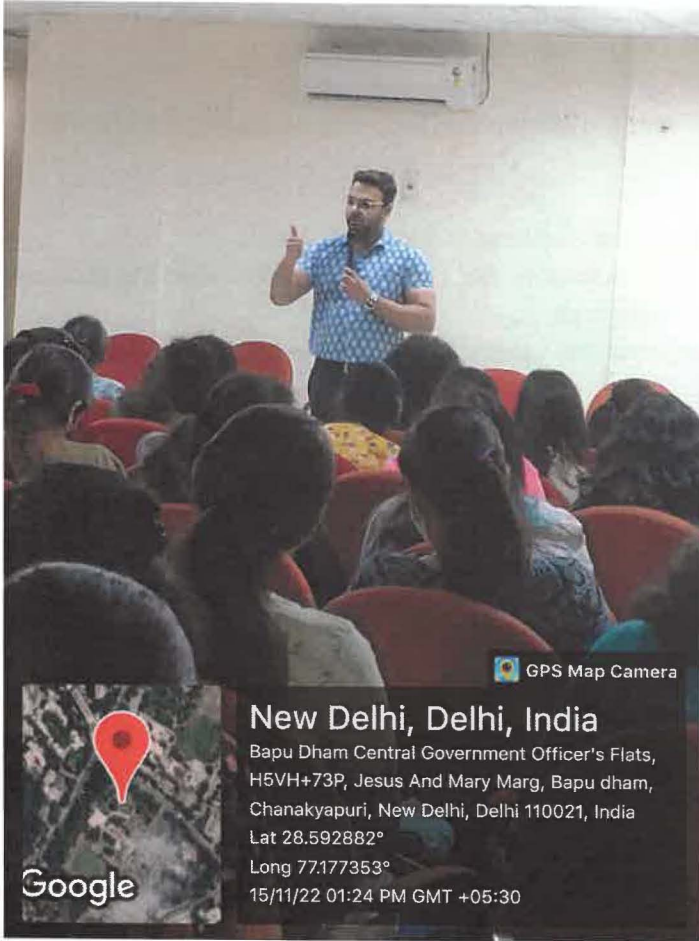 GPS Map Camera
New Delhi, Delhi, India
Bapu Dham Central Government Officer's Flats,
H5VH+73P, Jesus And Mary Marg, Bapu dham,
Chanakyapuri, New Delhi, Delhi 110021, India
Lat 28.592882°
Long 77.177353°
15/11/22 01:24 PM GMT +05:30
Google